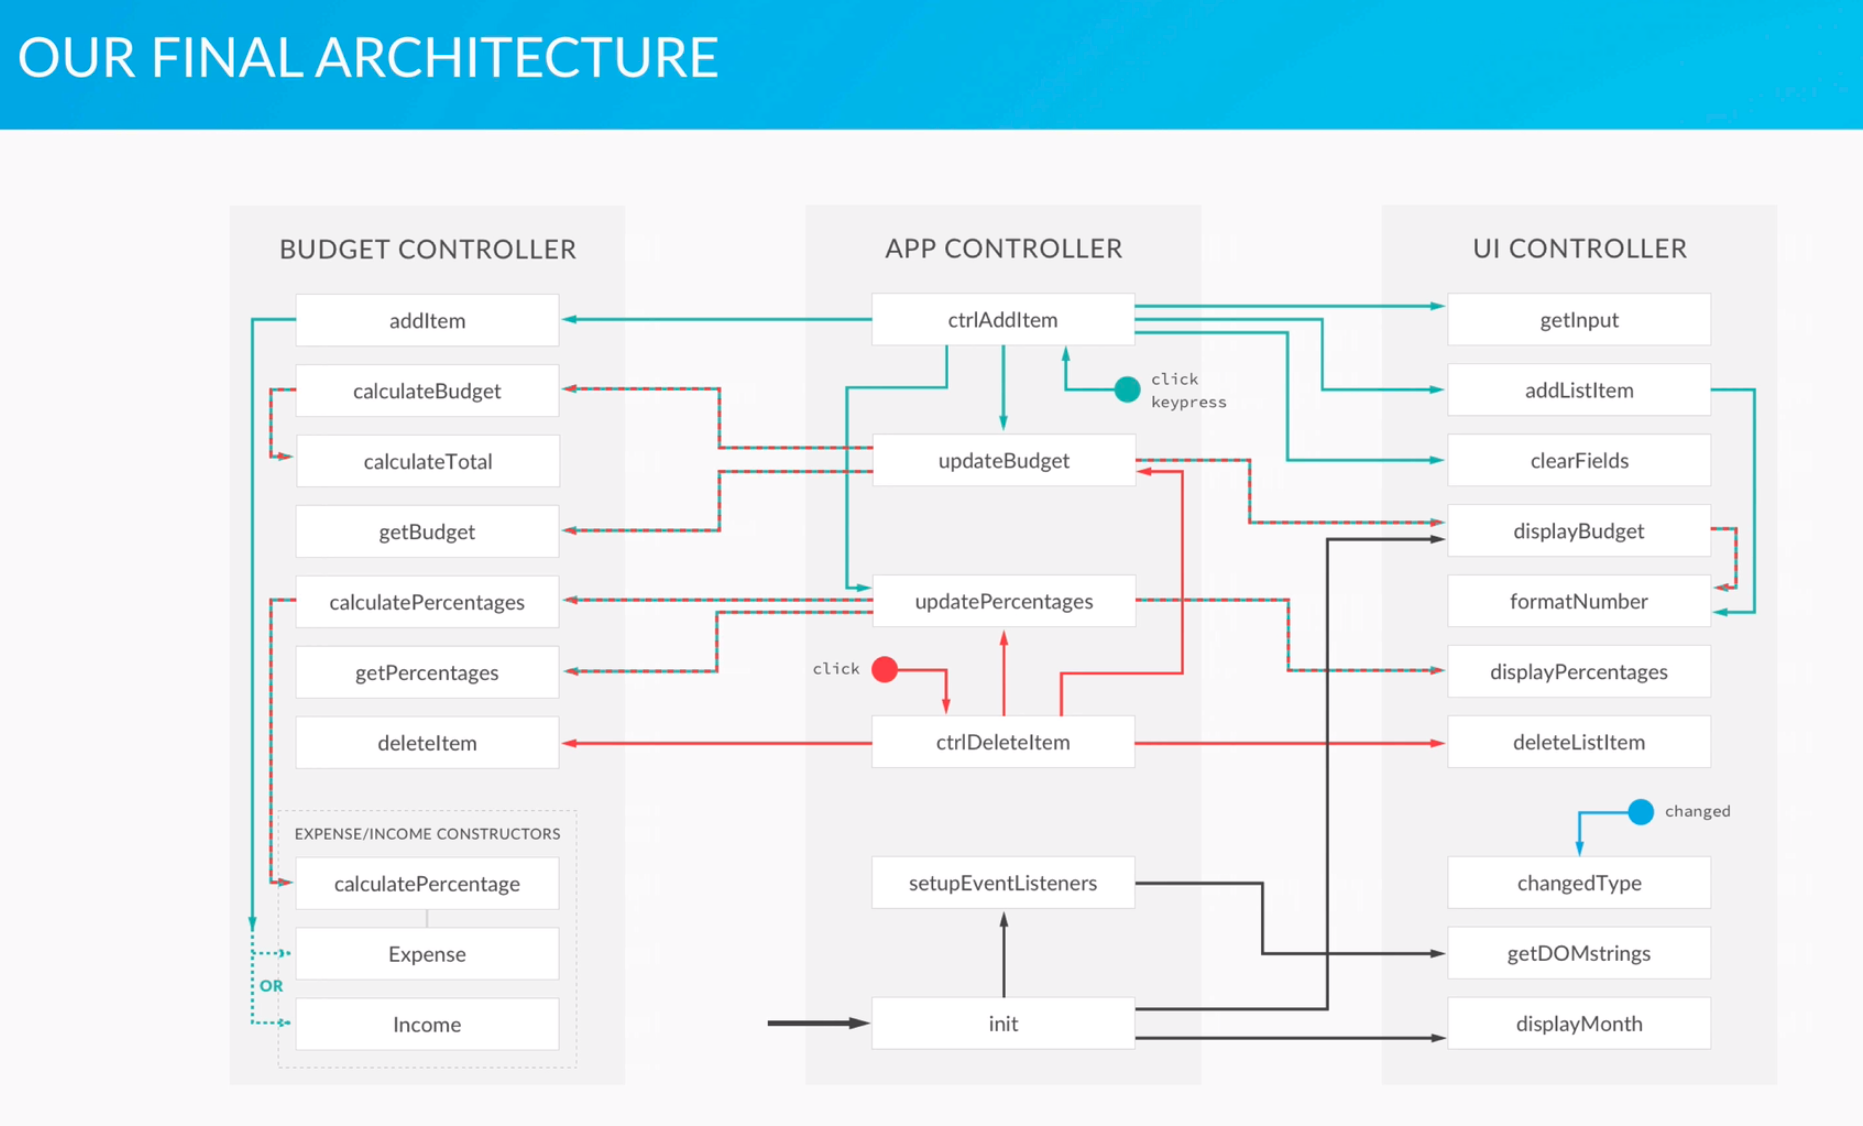 OUR FINAL ARCHITECTURE
BUDGET CONTROLLER
addItem
calculateBudget
calculateTotal
getBudget
calculatePercentages
getPercentages
deleteItem
EXPENSE/INCOME CONSTRUCTORS
calculatePercentage
Expense
OR
Income
APP CONTROLLER
ctrlAddItem
click
keypress
updateBudget
updatePercentages
click
ctrlDeleteItem
setupEventListeners
init
UI CONTROLLER
getInput
addListItem
clearFields
displayBudget
formatNumber
displayPercentages
deleteListItem
changed
changedType
getDOMstrings
displayMonth